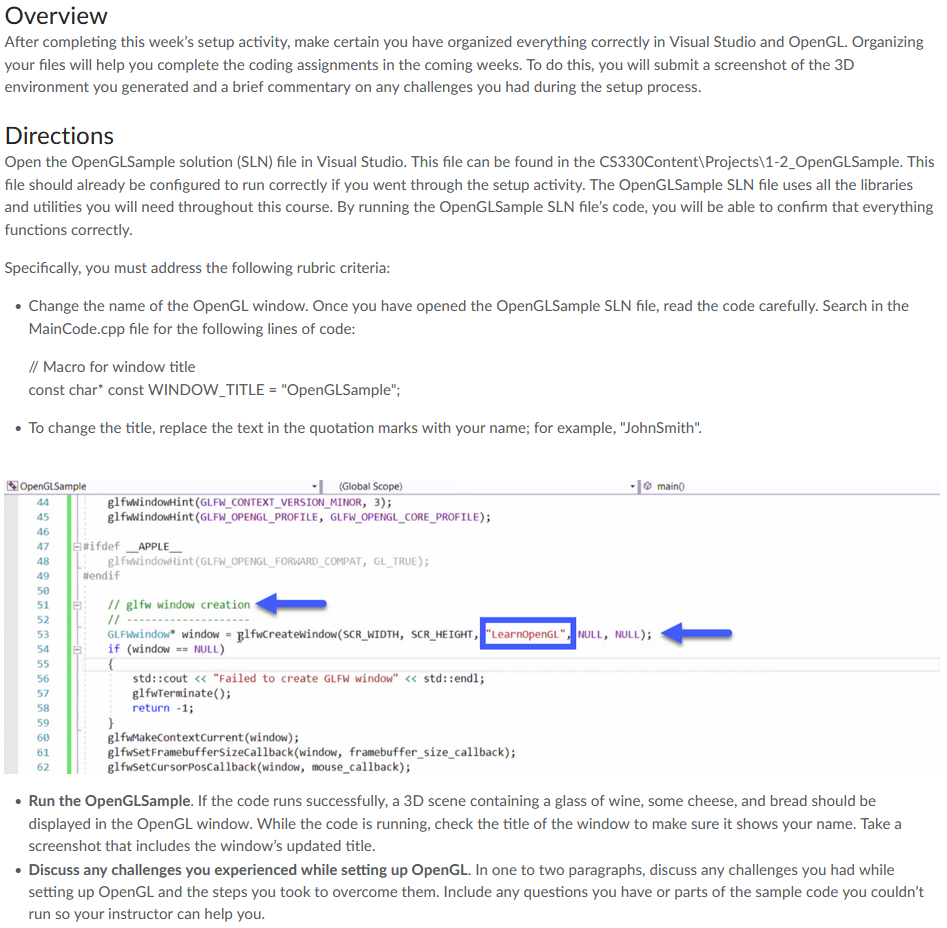 Overview
After completing this week's setup activity, make certain you have organized everything correctly in Visual Studio and OpenGL. Organizing
your files will help you complete the coding assignments in the coming weeks. To do this, you will submit a screenshot of the 3D
environment you generated and a brief commentary on any challenges you had during the setup process.
Directions
Open the OpenGLSample solution (SLN) file in Visual Studio. This file can be found in the CS330Content\Projects\1-2_OpenGLSample. This
file should already be configured to run correctly if you went through the setup activity. The OpenGLSample SLN file uses all the libraries
and utilities you will need throughout this course. By running the OpenGLSample SLN file's code, you will be able to confirm that everything
functions correctly.
Specifically, you must address the following rubric criteria:
• Change the name of the OpenGL window. Once you have opened the OpenGLSample SLN file, read the code carefully. Search in the
MainCode.cpp file for the following lines of code:
// Macro for window title
const char* const WINDOW_TITLE = "OpenGLSample";
• To change the title, replace the text in the quotation marks with your name; for example, "JohnSmith".
OpenGLSample (Global Scope) main()
44 glfwWindowHint(GLFW_CONTEXT_VERSION_MINOR, 3);
45 glfwWindowHint(GLFW_OPENGL_PROFILE, GLFW_OPENGL_CORE_PROFILE);
46
47 #ifdef __APPLE__
48 glfwWindowHint(GLFW_OPENGL_FORWARD_COMPAT, GL_TRUE);
49 #endif
50
51 // glfw window creation
52 // --------------------
53 GLFWwindow* window = glfwCreateWindow(SCR_WIDTH, SCR_HEIGHT, "LearnOpenGL", NULL, NULL);
54 if (window == NULL)
55 {
56 std::cout << "Failed to create GLFW window" << std::endl;
57 glfwTerminate();
58 return -1;
59 }
60 glfwMakeContextCurrent(window);
61 glfwSetFramebufferSizeCallback(window, framebuffer_size_callback);
62 glfwSetCursorPosCallback(window, mouse_callback);
• Run the OpenGLSample. If the code runs successfully, a 3D scene containing a glass of wine, some cheese, and bread should be
displayed in the OpenGL window. While the code is running, check the title of the window to make sure it shows your name. Take a
screenshot that includes the window's updated title.
• Discuss any challenges you experienced while setting up OpenGL. In one to two paragraphs, discuss any challenges you had while
setting up OpenGL and the steps you took to overcome them. Include any questions you have or parts of the sample code you couldn't
run so your instructor can help you.